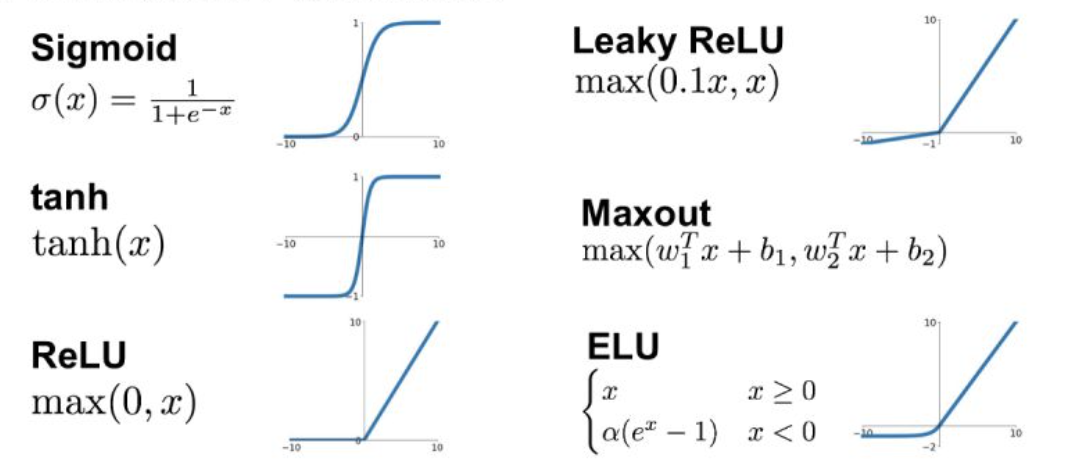 Sigmoid
σ(x) = 1/(1+e^{-x})
1
0
-10
10
tanh
tanh(x)
1
-10
10
-1
ReLU
max(0, x)
10
0
-10
10
Leaky ReLU
max(0.1x, x)
10
-10
-1
10
Maxout
max(w_1^T x + b_1, w_2^T x + b_2)
ELU
{ x x ≥ 0
α(e^x − 1) x < 0
10
-10
-2
10